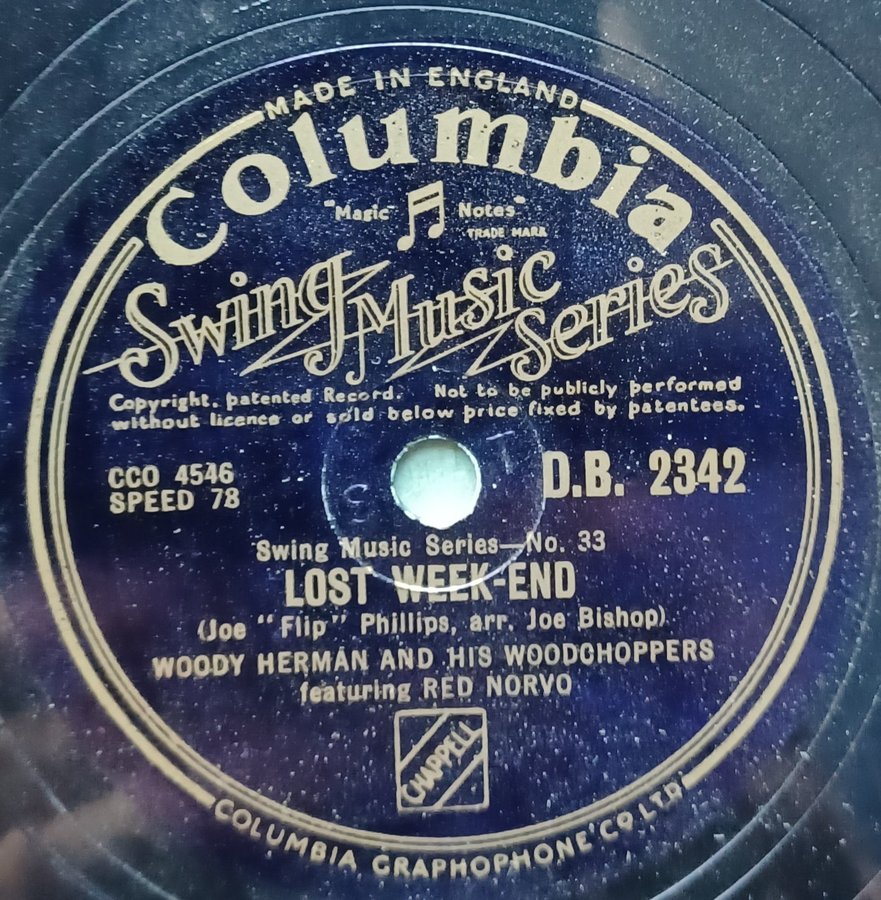 MADE IN ENGLAND
Columbia
"Magic Notes"
TRADE MARK
Swing Music Series
Copyright. patented Record. Not to be publicly performed
without licence or sold below price fixed by patentees.
CCO 4546
SPEED 78
D.B. 2342
S T
Swing Music Series—No. 33
LOST WEEK-END
(Joe "Flip" Phillips, arr. Joe Bishop)
WOODY HERMAN AND HIS WOODCHOPPERS
featuring RED NORVO
CHAPPELL
COLUMBIA GRAPHOPHONE CO. LTD